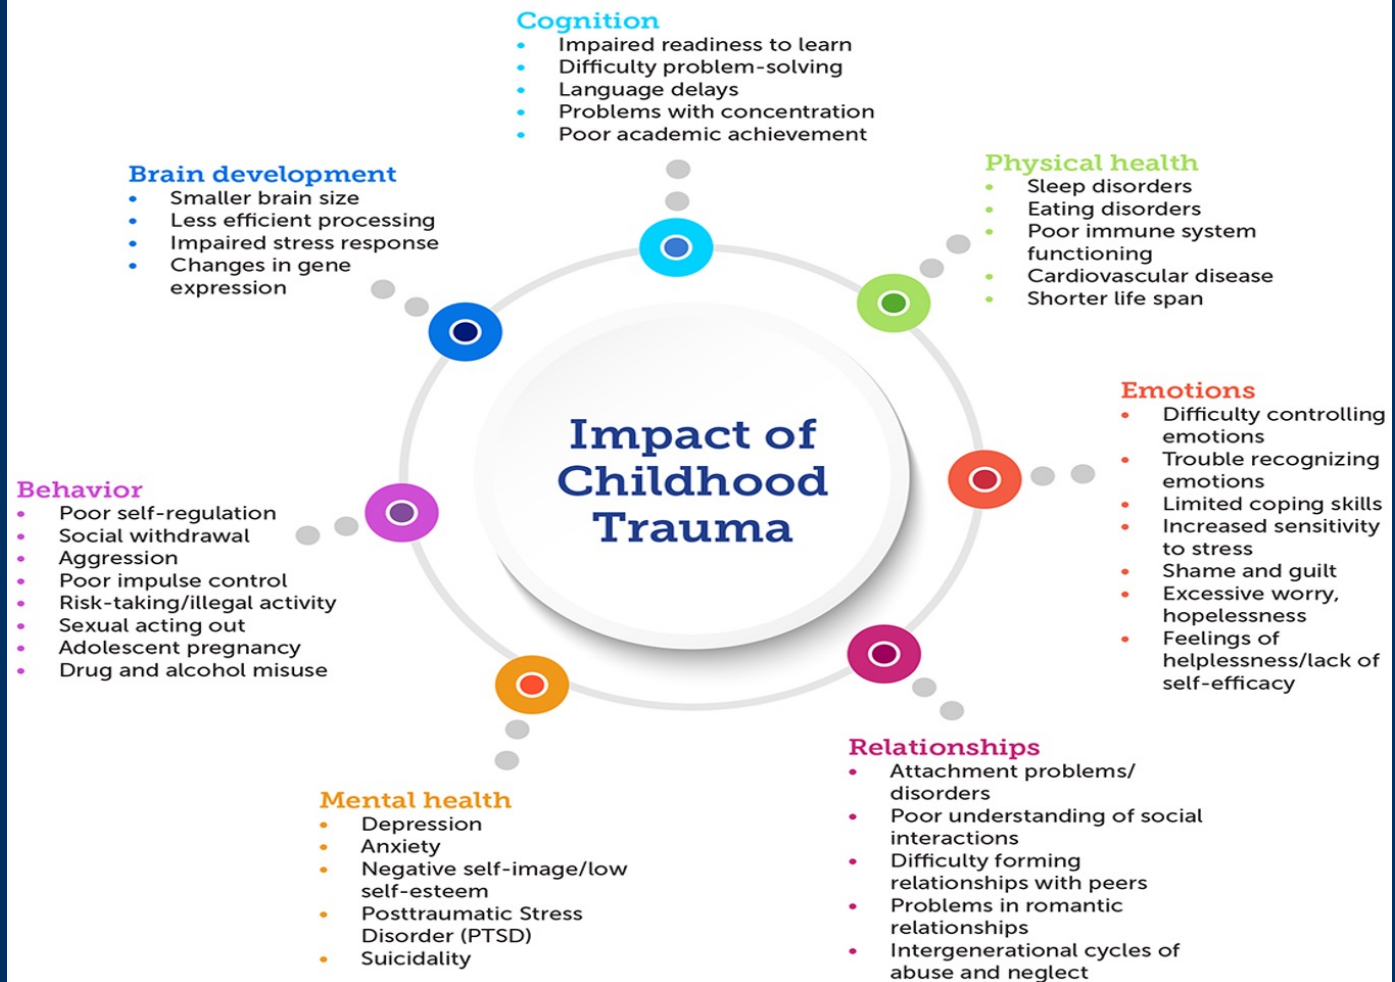 Cognition
• Impaired readiness to learn
• Difficulty problem-solving
• Language delays
• Problems with concentration
• Poor academic achievement
Physical health
• Sleep disorders
• Eating disorders
• Poor immune system
functioning
• Cardiovascular disease
• Shorter life span
Emotions
• Difficulty controlling
emotions
• Trouble recognizing
emotions
• Limited coping skills
• Increased sensitivity
to stress
• Shame and guilt
• Excessive worry,
hopelessness
• Feelings of
helplessness/lack of
self-efficacy
Relationships
• Attachment problems/
disorders
• Poor understanding of social
interactions
• Difficulty forming
relationships with peers
• Problems in romantic
relationships
• Intergenerational cycles of
abuse and neglect
Mental health
• Depression
• Anxiety
• Negative self-image/low
self-esteem
• Posttraumatic Stress
Disorder (PTSD)
• Suicidality
Behavior
• Poor self-regulation
• Social withdrawal
• Aggression
• Poor impulse control
• Risk-taking/illegal activity
• Sexual acting out
• Adolescent pregnancy
• Drug and alcohol misuse
Brain development
• Smaller brain size
• Less efficient processing
• Impaired stress response
• Changes in gene
expression
Impact of
Childhood
Trauma